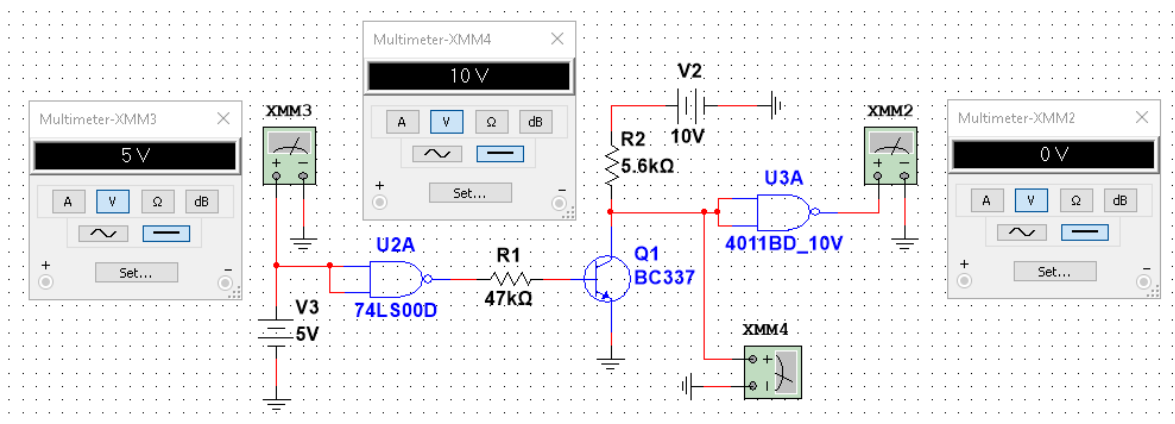 Multimeter-XMM4 ×
10 V
A V Ω dB
+ Set... −
Multimeter-XMM3 ×
5 V
A V Ω dB
+ Set... −
XMM3
+ −
V2
10V
R2
5.6kΩ
XMM2
+ −
Multimeter-XMM2 ×
0 V
A V Ω dB
+ Set... −
U3A
4011BD_10V
U2A
74LS00D
R1
47kΩ
Q1
BC337
V3
5V
XMM4
+